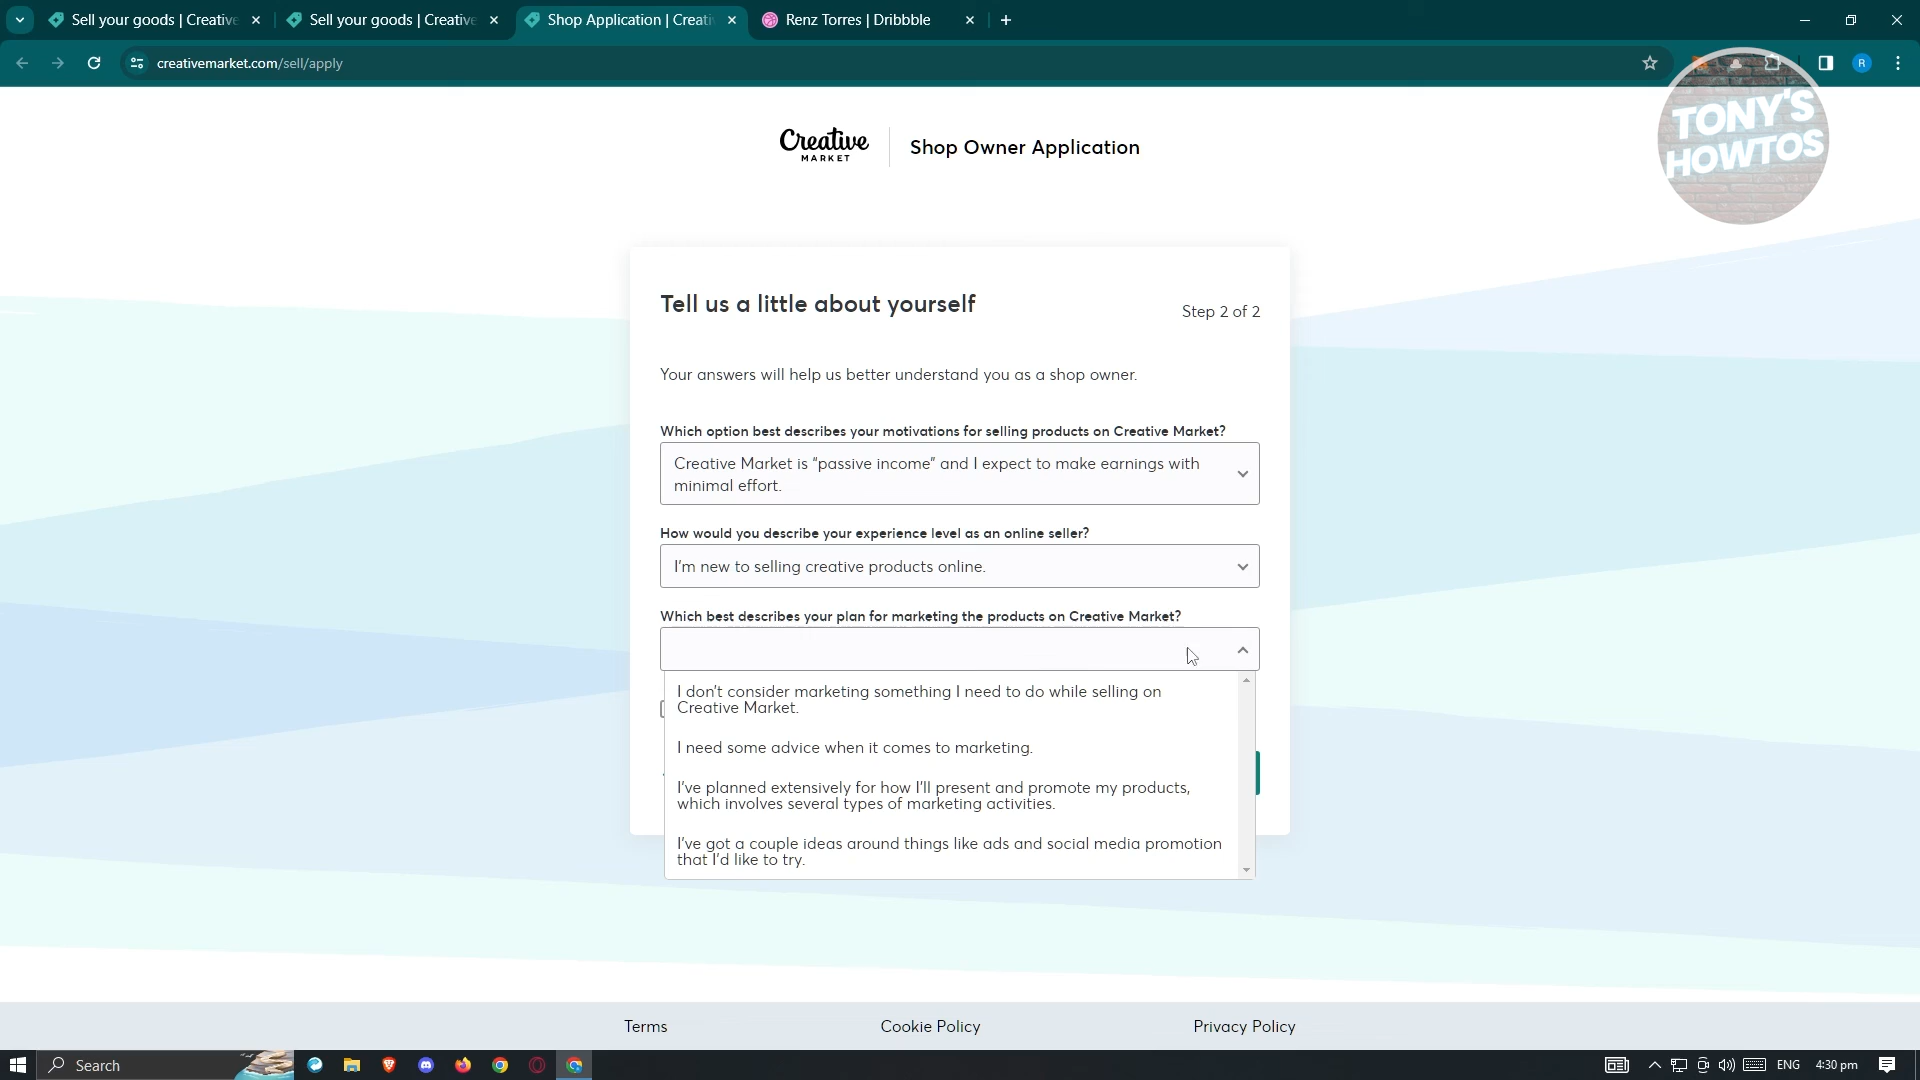 Sell your goods | Creative
Sell your goods | Creative
Shop Application | Creati
Renz Torres | Dribbble
creativemarket.com/sell/apply
R
TONY'S
HOWTOS
Creative
MARKET
Shop Owner Application
Tell us a little about yourself
Step 2 of 2
Your answers will help us better understand you as a shop owner.
Which option best describes your motivations for selling products on Creative Market?
Creative Market is "passive income" and I expect to make earnings with
minimal effort.
How would you describe your experience level as an online seller?
I'm new to selling creative products online.
Which best describes your plan for marketing the products on Creative Market?
I don't consider marketing something I need to do while selling on
Creative Market.
I need some advice when it comes to marketing.
I've planned extensively for how I'll present and promote my products,
which involves several types of marketing activities.
I've got a couple ideas around things like ads and social media promotion
that I'd like to try.
Terms
Cookie Policy
Privacy Policy
Search
ENG
4:30 pm